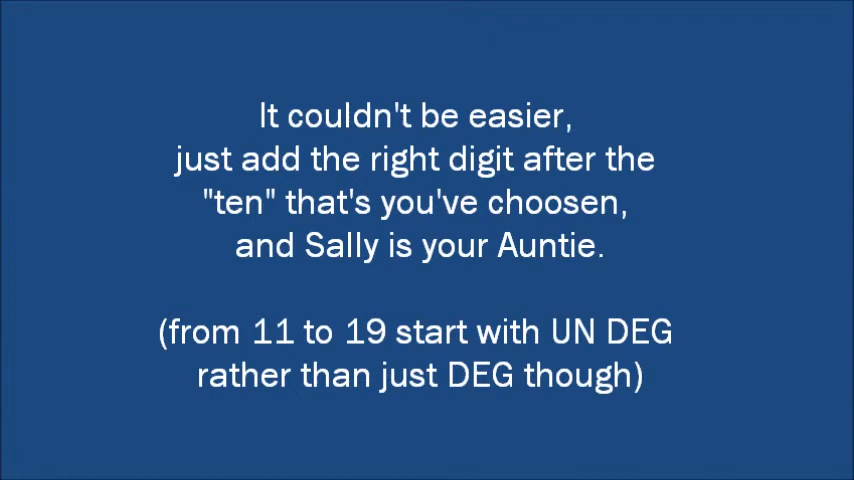 It couldn't be easier,
just add the right digit after the
"ten" that's you've choosen,
and Sally is your Auntie.
(from 11 to 19 start with UN DEG
rather than just DEG though)